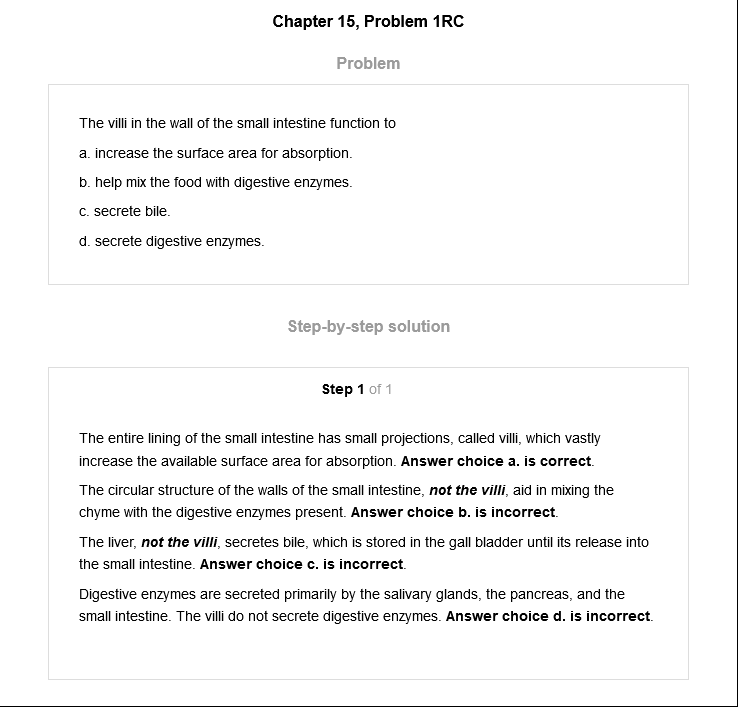 Chapter 15, Problem 1RC
Problem
The villi in the wall of the small intestine function to
a. increase the surface area for absorption.
b. help mix the food with digestive enzymes.
c. secrete bile.
d. secrete digestive enzymes.
Step-by-step solution
Step 1 of 1
The entire lining of the small intestine has small projections, called villi, which vastly
increase the available surface area for absorption. Answer choice a. is correct.
The circular structure of the walls of the small intestine, not the villi, aid in mixing the
chyme with the digestive enzymes present. Answer choice b. is incorrect.
The liver, not the villi, secretes bile, which is stored in the gall bladder until its release into
the small intestine. Answer choice c. is incorrect.
Digestive enzymes are secreted primarily by the salivary glands, the pancreas, and the
small intestine. The villi do not secrete digestive enzymes. Answer choice d. is incorrect.